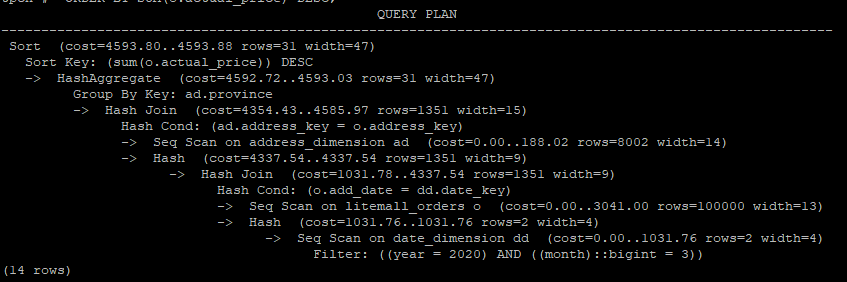 ORDER BY sum(o.actual_price) DESC;
QUERY PLAN
Sort (cost=4593.80..4593.88 rows=31 width=47)
Sort Key: (sum(o.actual_price)) DESC
-> HashAggregate (cost=4592.72..4593.03 rows=31 width=47)
Group By Key: ad.province
-> Hash Join (cost=4354.43..4585.97 rows=1351 width=15)
Hash Cond: (ad.address_key = o.address_key)
-> Seq Scan on address_dimension ad (cost=0.00..188.02 rows=8002 width=14)
-> Hash (cost=4337.54..4337.54 rows=1351 width=9)
-> Hash Join (cost=1031.78..4337.54 rows=1351 width=9)
Hash Cond: (o.add_date = dd.date_key)
-> Seq Scan on litemall_orders o (cost=0.00..3041.00 rows=100000 width=13)
-> Hash (cost=1031.76..1031.76 rows=2 width=4)
-> Seq Scan on date_dimension dd (cost=0.00..1031.76 rows=2 width=4)
Filter: ((year = 2020) AND ((month)::bigint = 3))
(14 rows)